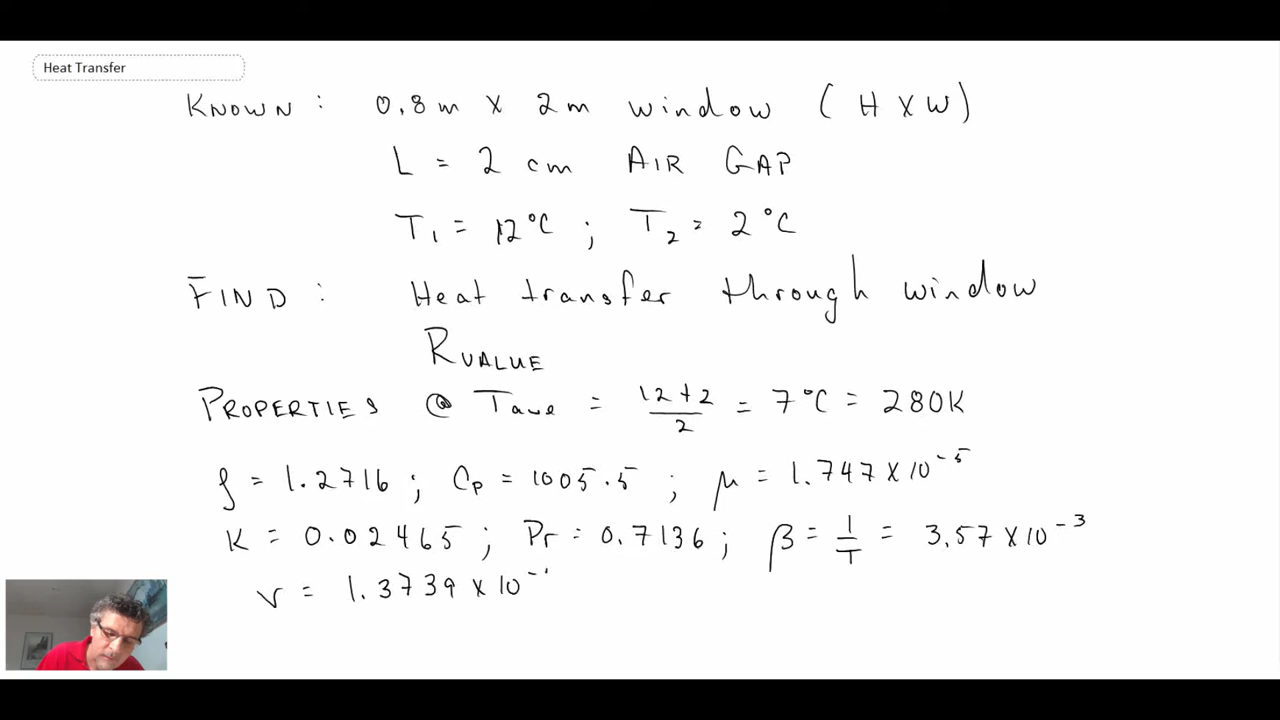 Heat Transfer
KNOWN : 0.8m x 2m window (H x W)
L = 2 cm AIR GAP
T1 = 12°C ; T2 = 2°C
FIND : Heat transfer through window
RVALUE
PROPERTIES @ Tave = 12+2/2 = 7°C = 280K
ρ = 1.2716 ; Cp = 1005.5 ; μ = 1.747 x 10^-5
K = 0.02465 ; Pr = 0.7136 ; β = 1/T = 3.57 x 10^-3
ν = 1.3739 x 10^-